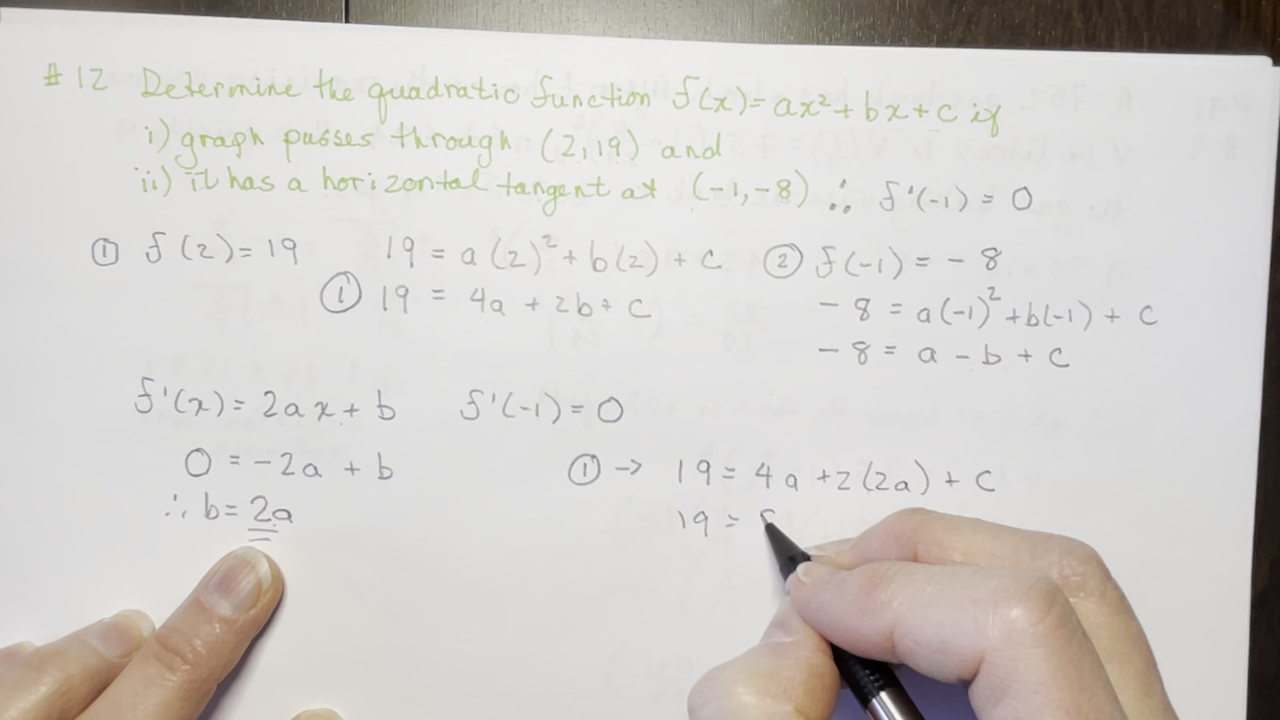 # 12 Determine the quadratic function f(x) = ax² + bx + c if
i) graph passes through (2, 19) and
ii) it has a horizontal tangent at (-1, -8) ∴ f'(-1) = 0
① f(2) = 19 19 = a(2)² + b(2) + c ② f(-1) = -8
① 19 = 4a + 2b + c -8 = a(-1)² + b(-1) + c
-8 = a - b + c
f'(x) = 2ax + b f'(-1) = 0
0 = -2a + b ① → 19 = 4a + 2(2a) + c
∴ b = 2a 19 =